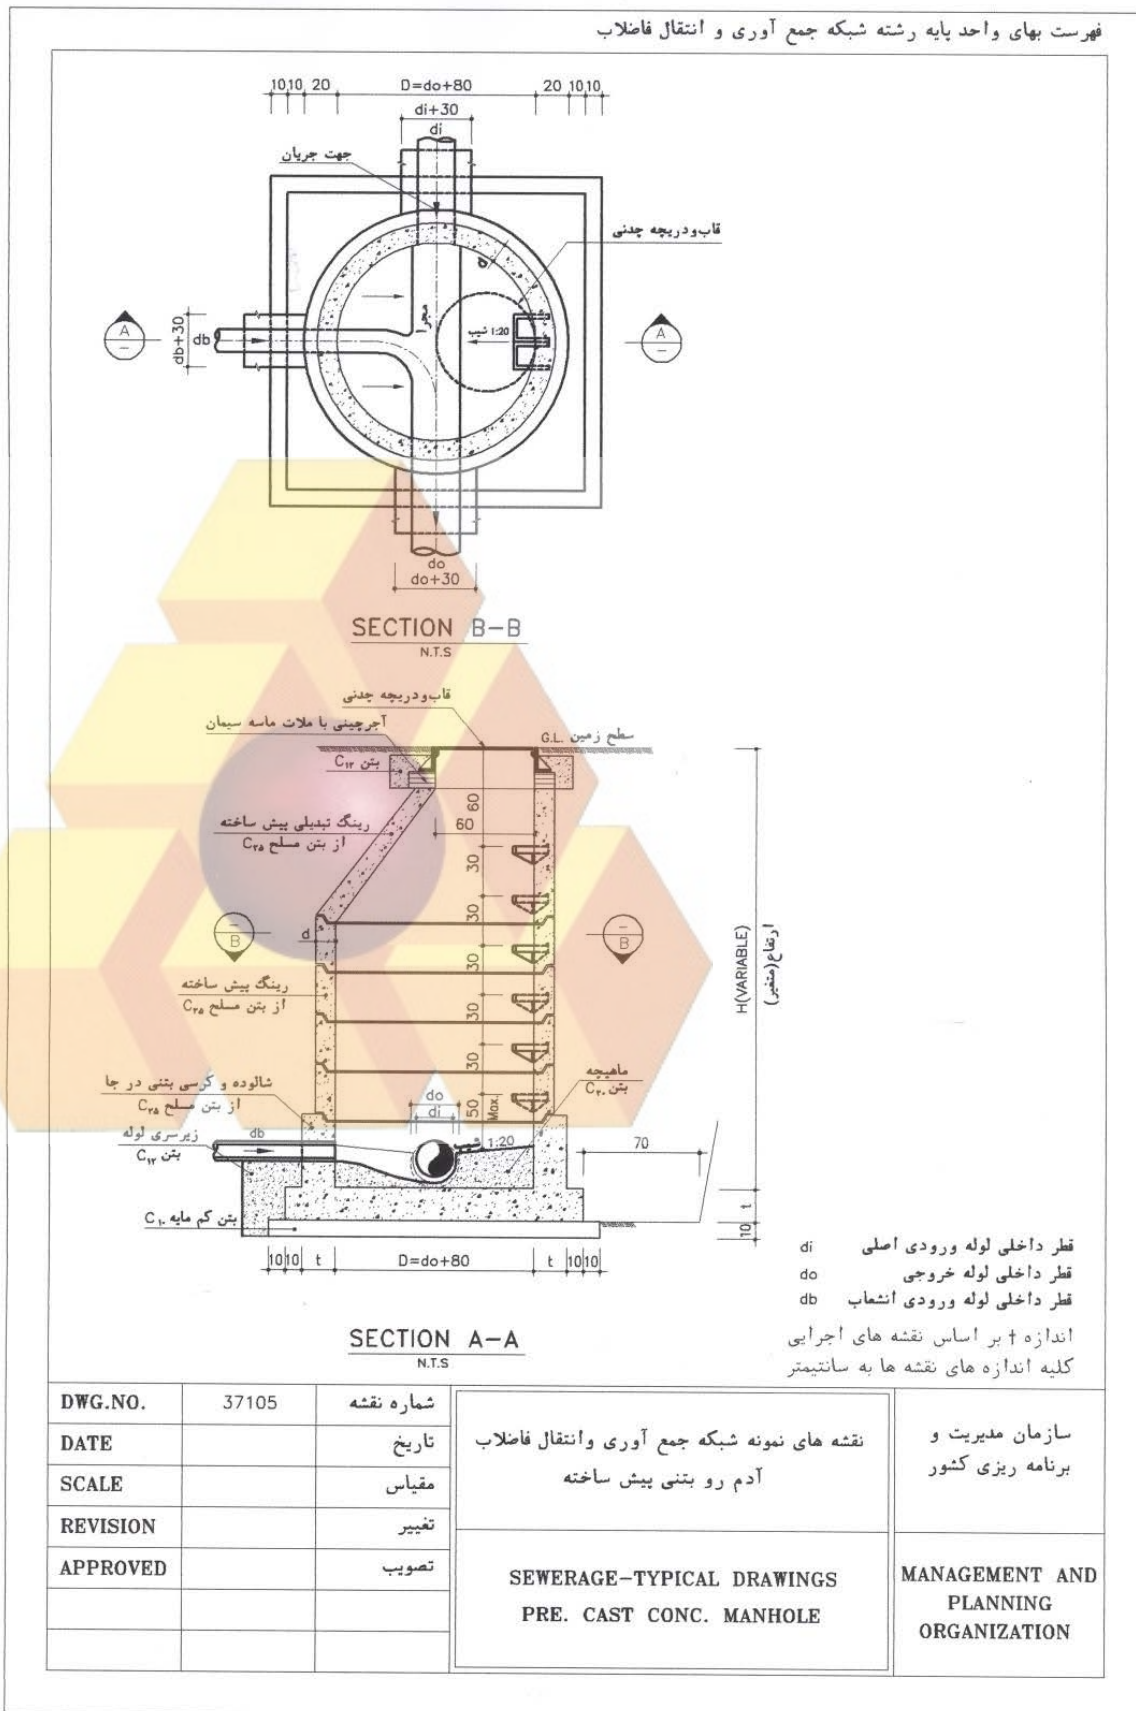 فهرست بهای واحد پایه رشته شبکه جمع آوری و انتقال فاضلاب
10 10 20 D=do+80 20 10 10
di+30
di
جهت جریان
قاب‌و‌دریچه چدنی
d
A
–
db+30
db
مجرا
شیب 1:20
A
–
do
do+30
SECTION B-B
N.T.S
قاب‌و‌دریچه چدنی
آجرچینی با ملات ماسه سیمان
سطح زمین G.L.
بتن C۱۲
60
60
رینگ تبدیلی پیش ساخته
از بتن مسلح C۲۵
30
30
–
B
d
–
B
30
H(VARIABLE)
ارتفاع(متغیر)
رینگ پیش ساخته
از بتن مسلح C۲۵
30
30
شالوده و کرسی بتنی در جا
از بتن مسلح C۲۵
ماهیچه
بتن C۲۰
do
di
50
Max.
زیرسری لوله
بتن C۱۲
db
شیب 1:20
70
بتن کم مایه C۱۰
t
10
10 10 t D=do+80 t 10 10
قطر داخلی لوله ورودی اصلی di
قطر داخلی لوله خروجی do
قطر داخلی لوله ورودی انشعاب db
اندازه t بر اساس نقشه های اجرایی
کلیه اندازه های نقشه ها به سانتیمتر
SECTION A-A
N.T.S
DWG.NO. 37105 شماره نقشه
DATE تاریخ
SCALE مقیاس
REVISION تغییر
APPROVED تصویب
نقشه های نمونه شبکه جمع آوری وانتقال فاضلاب
آدم رو بتنی پیش ساخته
SEWERAGE-TYPICAL DRAWINGS
PRE. CAST CONC. MANHOLE
سازمان مدیریت و
برنامه ریزی کشور
MANAGEMENT AND
PLANNING
ORGANIZATION